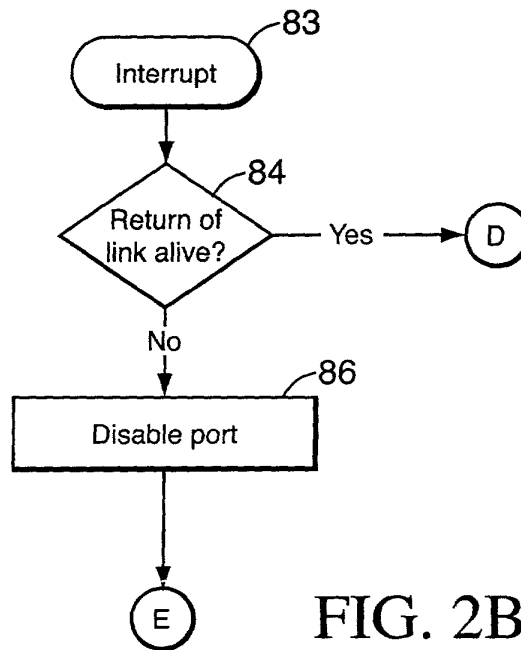 83
Interrupt
84
Return of
link alive?
Yes
D
No
86
Disable port
E
FIG. 2B